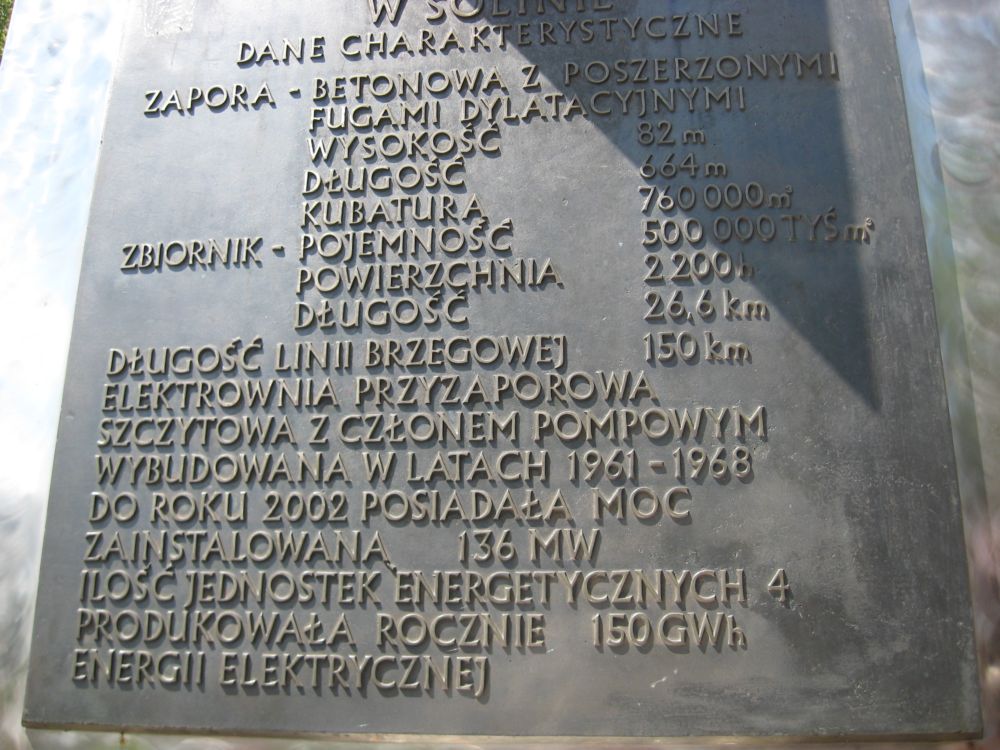 W SOLINIE
DANE CHARAKTERYSTYCZNE
ZAPORA - BETONOWA Z POSZERZONYMI
FUGAMI DYLATACYJNYMI
WYSOKOŚĆ 82 m
DŁUGOŚĆ 664 m
KUBATURA 760 000 m³
ZBIORNIK - POJEMNOŚĆ 500 000 TYŚ m³
POWIERZCHNIA 2 200 h
DŁUGOŚĆ 26,6 km
DŁUGOŚĆ LINII BRZEGOWEJ 150 km
ELEKTROWNIA PRZYZAPOROWA
SZCZYTOWA Z CZŁONEM POMPOWYM
WYBUDOWANA W LATACH 1961 - 1968
DO ROKU 2002 POSIADAŁA MOC
ZAINSTALOWANĄ 136 MW
ILOŚĆ JEDNOSTEK ENERGETYCZNYCH 4
PRODUKOWAŁA ROCZNIE 150 GWh
ENERGII ELEKTRYCZNEJ